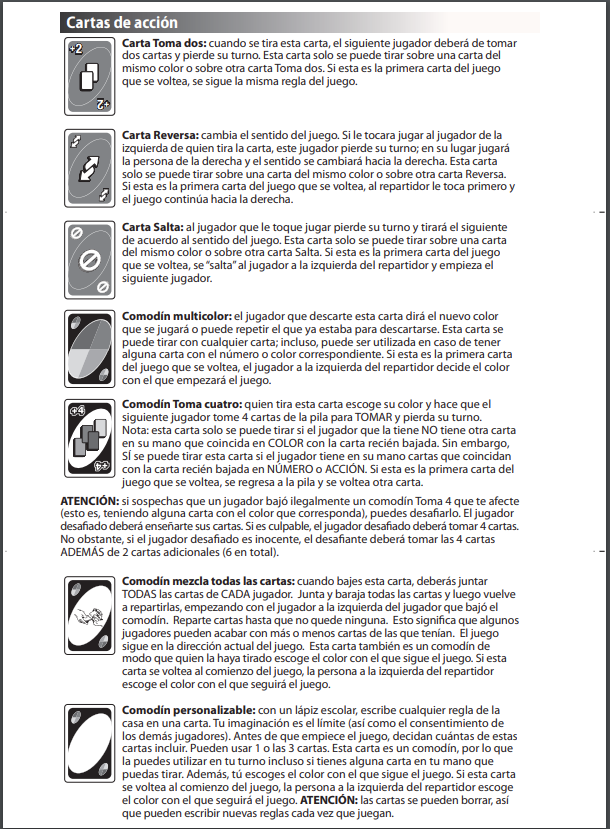 Cartas de acción
+2
+2
Carta Toma dos: cuando se tira esta carta, el siguiente jugador deberá de tomar
dos cartas y pierde su turno. Esta carta solo se puede tirar sobre una carta del
mismo color o sobre otra carta Toma dos. Si esta es la primera carta del juego
que se voltea, se sigue la misma regla del juego.
Carta Reversa: cambia el sentido del juego. Si le tocara jugar al jugador de la
izquierda de quien tira la carta, este jugador pierde su turno; en su lugar jugará
la persona de la derecha y el sentido se cambiará hacia la derecha. Esta carta
solo se puede tirar sobre una carta del mismo color o sobre otra carta Reversa.
Si esta es la primera carta del juego que se voltea, al repartidor le toca primero y
el juego continúa hacia la derecha.
Carta Salta: al jugador que le toque jugar pierde su turno y tirará el siguiente
de acuerdo al sentido del juego. Esta carta solo se puede tirar sobre una carta
del mismo color o sobre otra carta Salta. Si esta es la primera carta del juego
que se voltea, se "salta" al jugador a la izquierda del repartidor y empieza el
siguiente jugador.
Comodín multicolor: el jugador que descarte esta carta dirá el nuevo color
que se jugará o puede repetir el que ya estaba para descartarse. Esta carta se
puede tirar con cualquier carta; incluso, puede ser utilizada en caso de tener
alguna carta con el número o color correspondiente. Si esta es la primera carta
del juego que se voltea, el jugador a la izquierda del repartidor decide el color
con el que empezará el juego.
+4
+4
Comodín Toma cuatro: quien tira esta carta escoge su color y hace que el
siguiente jugador tome 4 cartas de la pila para TOMAR y pierda su turno.
Nota: esta carta solo se puede tirar si el jugador que la tiene NO tiene otra carta
en su mano que coincida en COLOR con la carta recién bajada. Sin embargo,
SÍ se puede tirar esta carta si el jugador tiene en su mano cartas que coincidan
con la carta recién bajada en NÚMERO o ACCIÓN. Si esta es la primera carta del
juego que se voltea, se regresa a la pila y se voltea otra carta.
ATENCIÓN: si sospechas que un jugador bajó ilegalmente un comodín Toma 4 que te afecte
(esto es, teniendo alguna carta con el color que corresponda), puedes desafiarlo. El jugador
desafiado deberá enseñarte sus cartas. Si es culpable, el jugador desafiado deberá tomar 4 cartas.
No obstante, si el jugador desafiado es inocente, el desafiante deberá tomar las 4 cartas
ADEMÁS de 2 cartas adicionales (6 en total).
Comodín mezcla todas las cartas: cuando bajes esta carta, deberás juntar
TODAS las cartas de CADA jugador. Junta y baraja todas las cartas y luego vuelve
a repartirlas, empezando con el jugador a la izquierda del jugador que bajó el
comodín. Reparte cartas hasta que no quede ninguna. Esto significa que algunos
jugadores pueden acabar con más o menos cartas de las que tenían. El juego
sigue en la dirección actual del juego. Esta carta también es un comodín de
modo que quien la haya tirado escoge el color con el que sigue el juego. Si esta
carta se voltea al comienzo del juego, la persona a la izquierda del repartidor
escoge el color con el que seguirá el juego.
Comodín personalizable: con un lápiz escolar, escribe cualquier regla de la
casa en una carta. Tu imaginación es el límite (así como el consentimiento de
los demás jugadores). Antes de que empiece el juego, decidan cuántas de estas
cartas incluir. Pueden usar 1 o las 3 cartas. Esta carta es un comodín, por lo que
la puedes utilizar en tu turno incluso si tienes alguna carta en tu mano que
puedas tirar. Además, tú escoges el color con el que sigue el juego. Si esta carta
se voltea al comienzo del juego, la persona a la izquierda del repartidor escoge
el color con el que seguirá el juego. ATENCIÓN: las cartas se pueden borrar, así
que pueden escribir nuevas reglas cada vez que juegan.